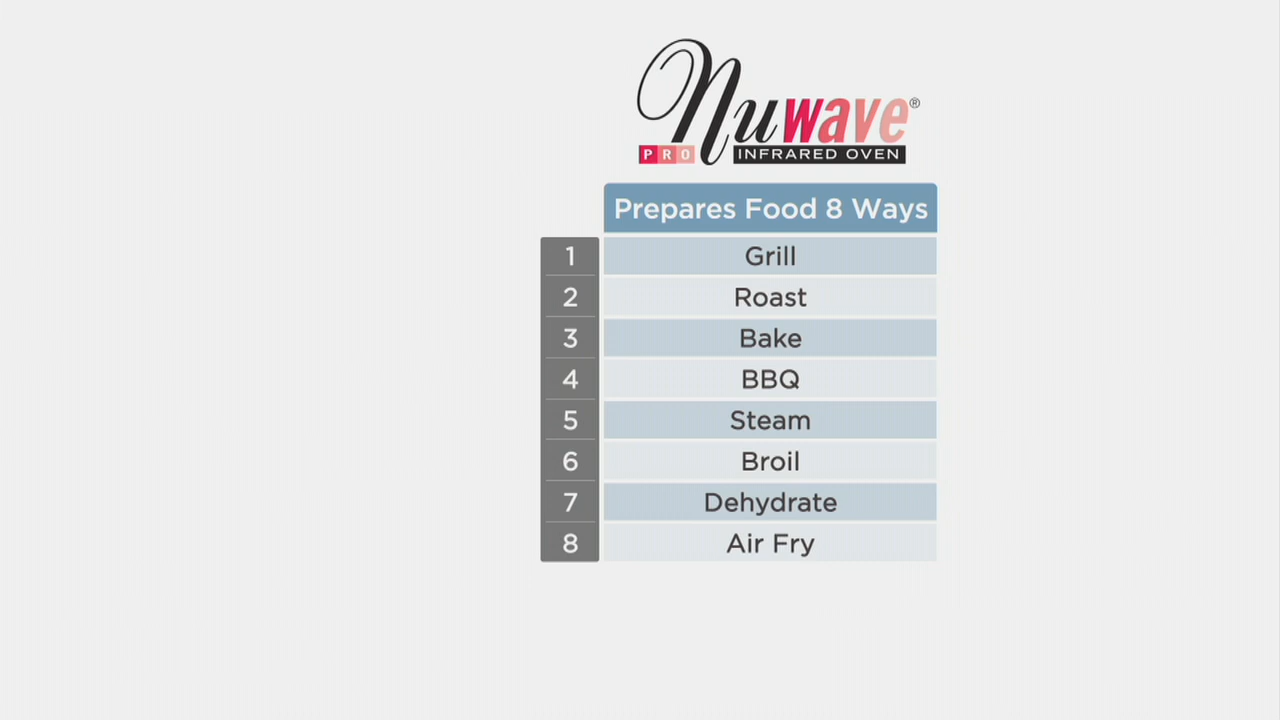 Nuwave®
PRO INFRARED OVEN
Prepares Food 8 Ways
1 Grill
2 Roast
3 Bake
4 BBQ
5 Steam
6 Broil
7 Dehydrate
8 Air Fry